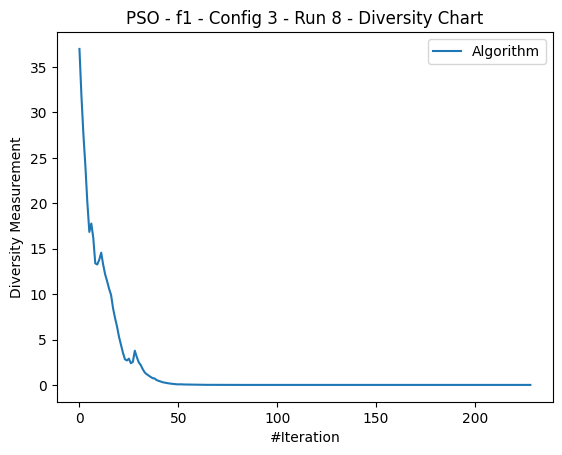 PSO - f1 - Config 3 - Run 8 - Diversity Chart
Algorithm
35
30
25
20
15
10
5
0
Diversity Measurement
0 50 100 150 200
#Iteration